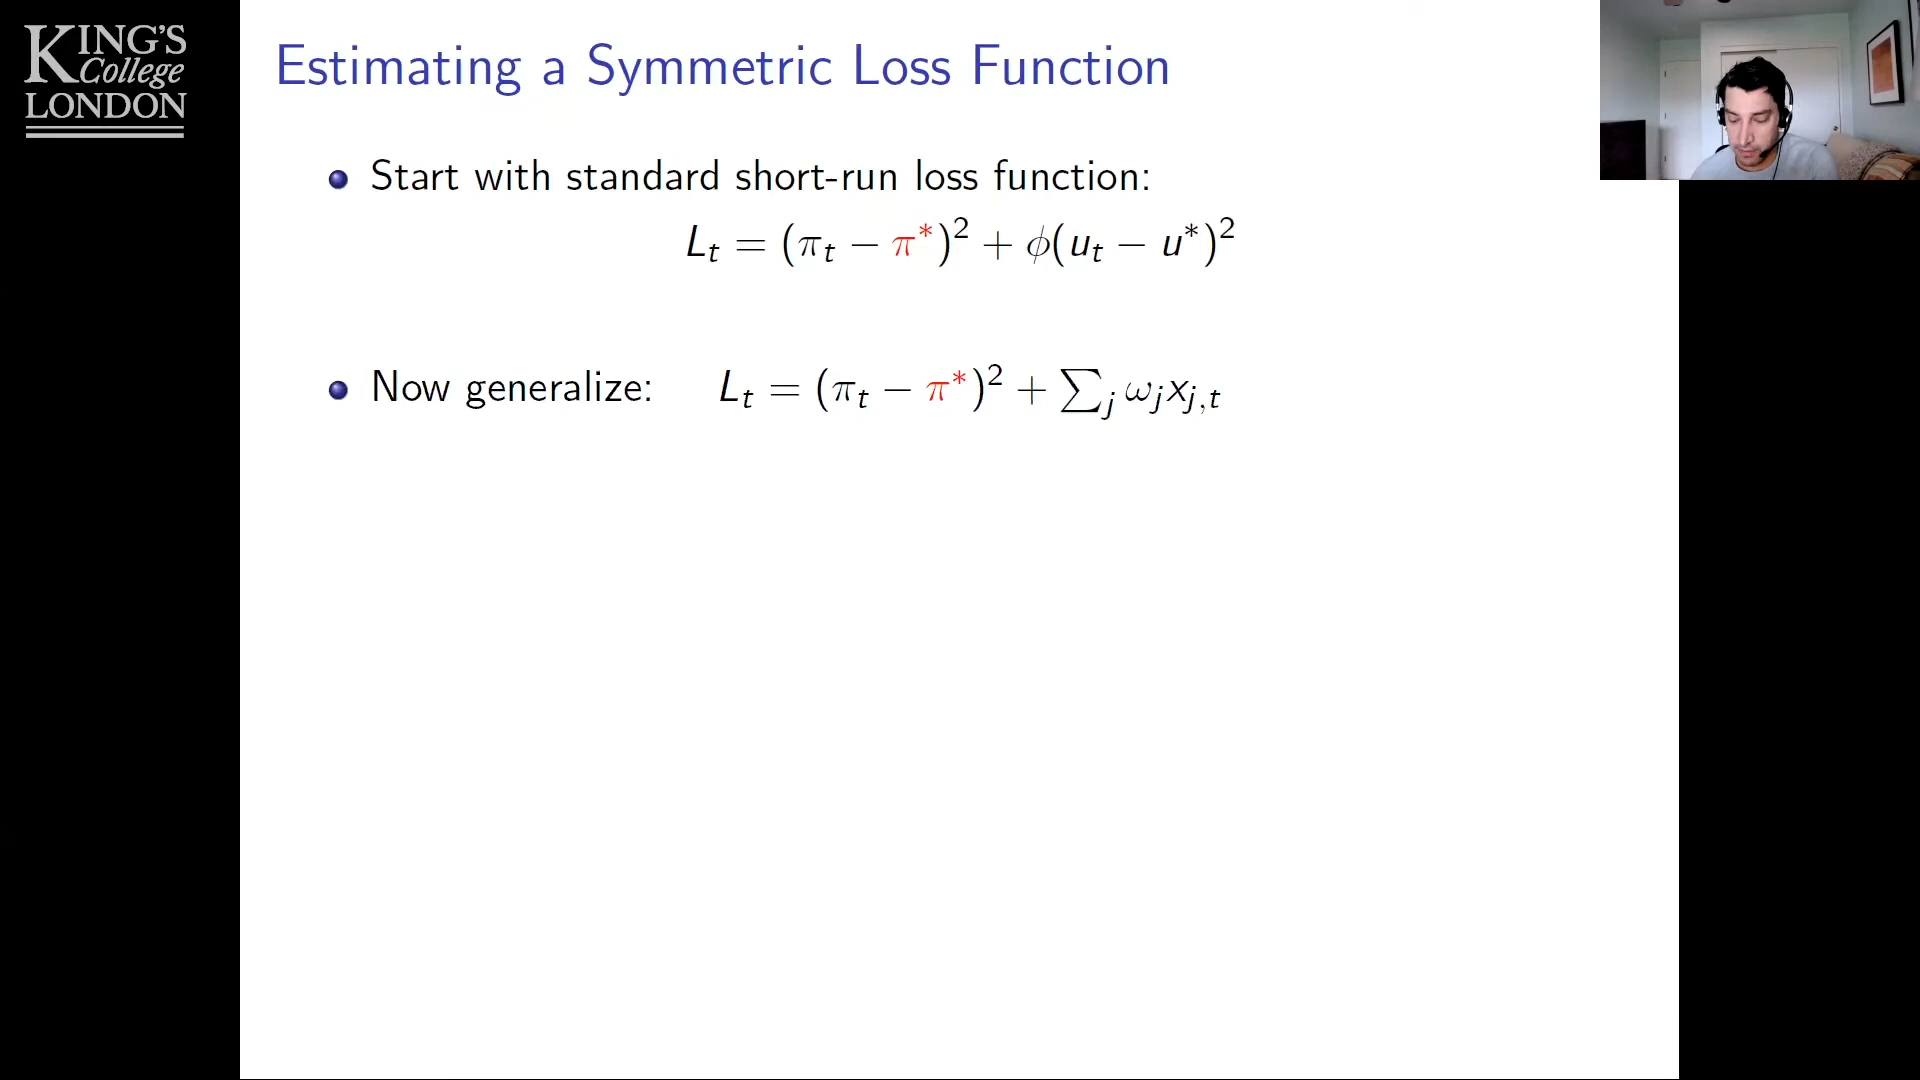 KING'S
College
LONDON
Estimating a Symmetric Loss Function
Start with standard short-run loss function:
L_t = (π_t − π*)² + ϕ(u_t − u*)²
Now generalize: L_t = (π_t − π*)² + ∑_j ω_j x_{j,t}